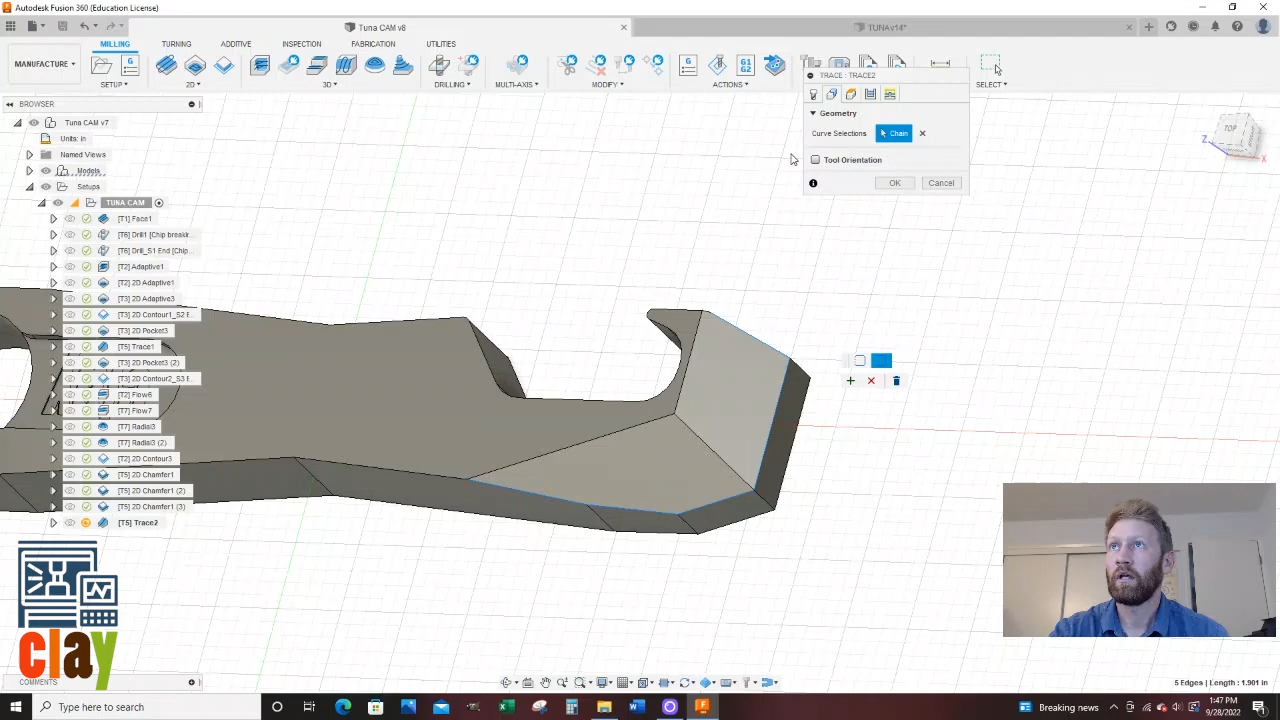 Autodesk Fusion 360 (Education License)
Tuna CAM v8
TUNAv14*
MILLING TURNING ADDITIVE INSPECTION FABRICATION UTILITIES
MANUFACTURE
SETUP 2D 3D DRILLING MULTI-AXIS MODIFY ACTIONS SELECT
G G G1 G2
BROWSER
Tuna CAM v7
Units: in
Named Views
Models
Setups
TUNA CAM
[T1] Face1
[T6] Drill1 [Chip breakk...
[T6] Drill_S1 End [Chip...
[T2] Adaptive1
[T2] 2D Adaptive1
[T3] 2D Adaptive3
[T3] 2D Contour1_S2 E...
[T3] 2D Pocket3
[T5] Trace1
[T3] 2D Pocket3 (2)
[T3] 2D Contour2_S3 E...
[T2] Flow6
[T7] Flow7
[T7] Radial3
[T7] Radial3 (2)
[T2] 2D Contour3
[T5] 2D Chamfer1
[T5] 2D Chamfer1 (2)
[T5] 2D Chamfer1 (3)
[T5] Trace2
TRACE : TRACE2
Geometry
Curve Selections Chain
Tool Orientation
OK Cancel
TOP
Z
X
clay
COMMENTS
5 Edges | Length : 1.901 in
Type here to search
Breaking news
1:47 PM
9/28/2022